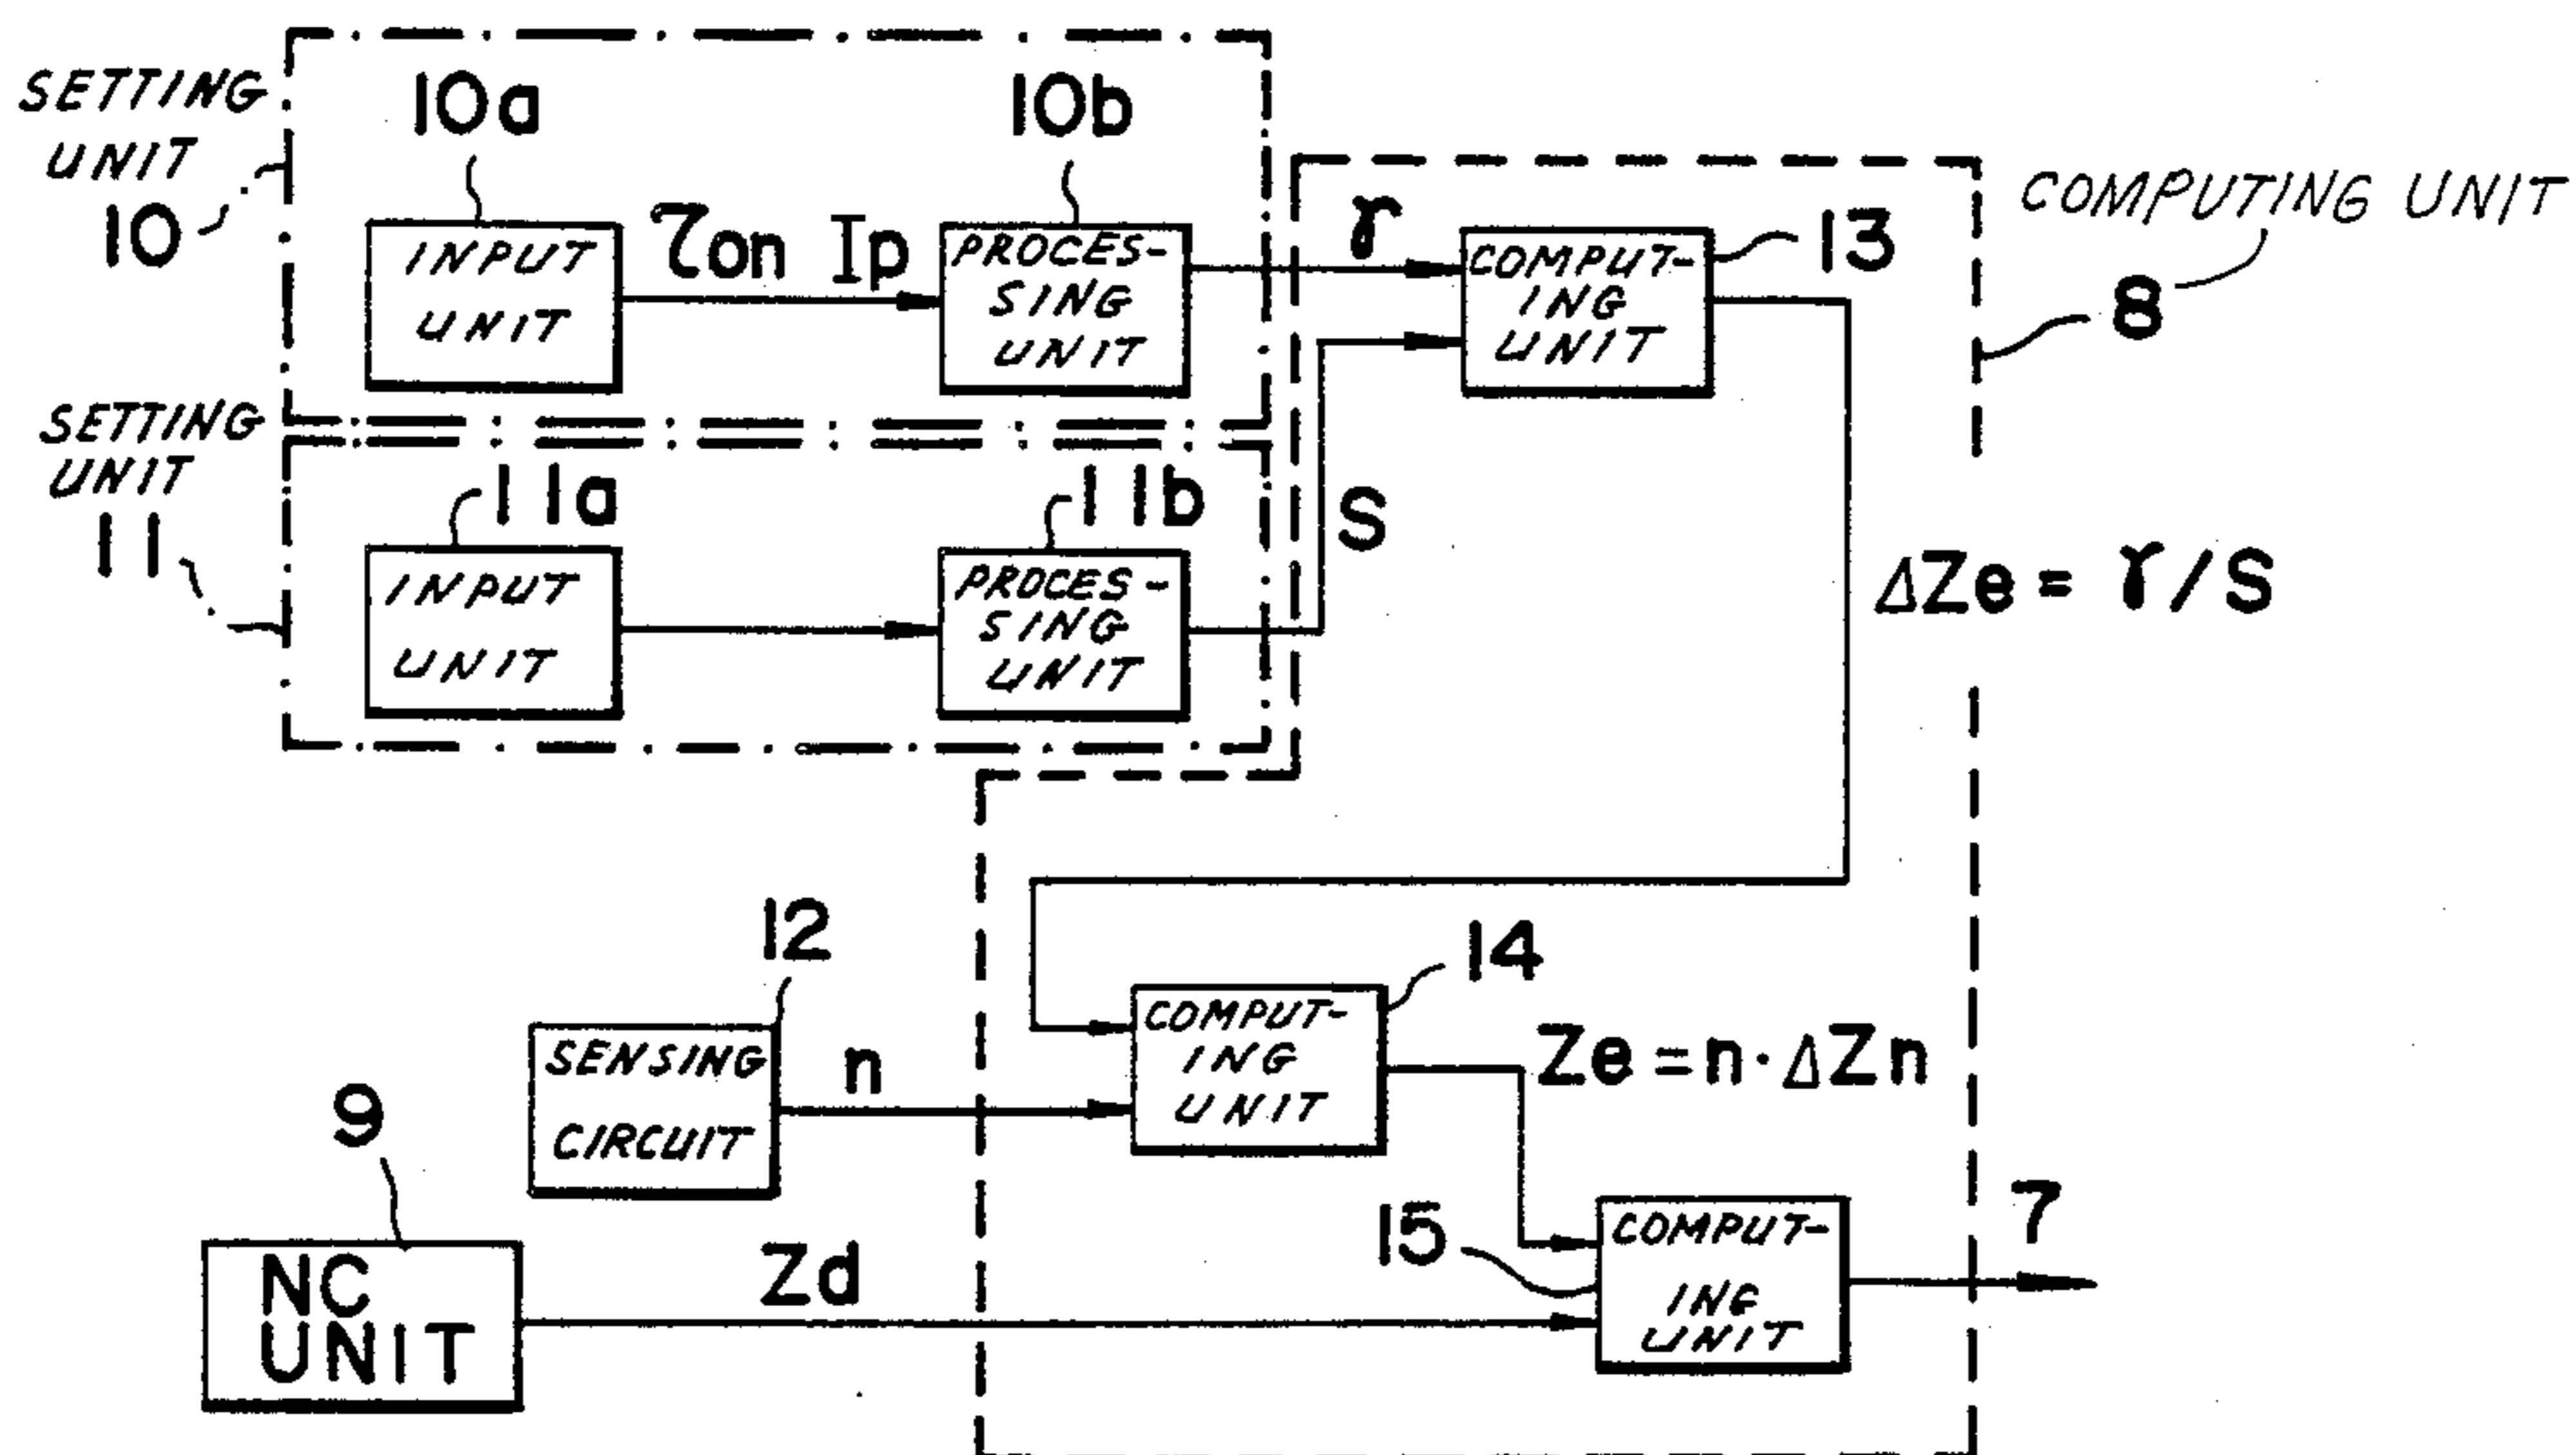 SETTING
UNIT
10
10a
10b
INPUT
UNIT
τon Ip
PROCES-
SING
UNIT
γ
COMPUT-
ING
UNIT
13
COMPUTING UNIT
8
SETTING
UNIT
11
11a
11b
INPUT
UNIT
PROCES-
SING
UNIT
S
ΔZe = γ/S
12
SENSING
CIRCUIT
n
COMPUT-
ING
UNIT
14
Ze = n · ΔZn
9
NC
UNIT
Zd
15
COMPUT-
ING
UNIT
7